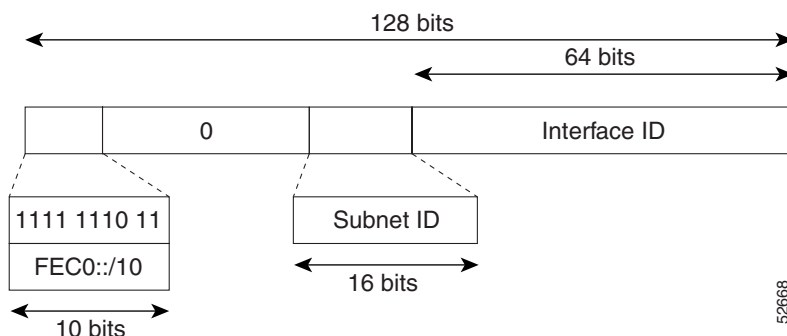 128 bits
64 bits
0
Interface ID
1111 1110 11
Subnet ID
FEC0::/10
16 bits
10 bits
52668